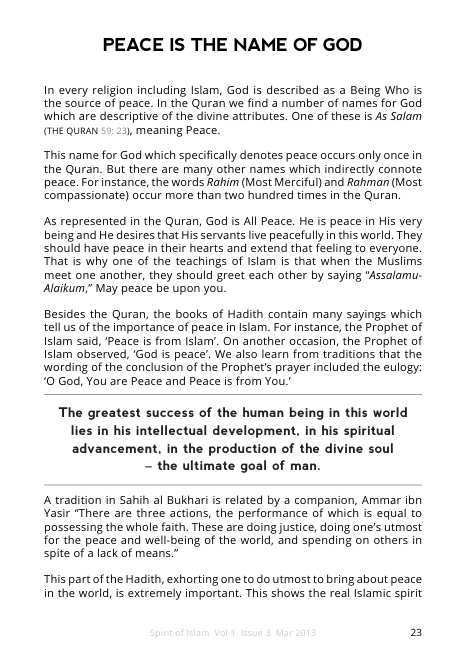 PEACE IS THE NAME OF GOD
In every religion including Islam, God is described as a Being Who is
the source of peace. In the Quran we find a number of names for God
which are descriptive of the divine attributes. One of these is As Salam
(THE QURAN 59: 23), meaning Peace.
This name for God which specifically denotes peace occurs only once in
the Quran. But there are many other names which indirectly connote
peace. For instance, the words Rahim (Most Merciful) and Rahman (Most
compassionate) occur more than two hundred times in the Quran.
As represented in the Quran, God is All Peace. He is peace in His very
being and He desires that His servants live peacefully in this world. They
should have peace in their hearts and extend that feeling to everyone.
That is why one of the teachings of Islam is that when the Muslims
meet one another, they should greet each other by saying “Assalamu-
Alaikum,” May peace be upon you.
Besides the Quran, the books of Hadith contain many sayings which
tell us of the importance of peace in Islam. For instance, the Prophet of
Islam said, ‘Peace is from Islam’. On another occasion, the Prophet of
Islam observed, ‘God is peace’. We also learn from traditions that the
wording of the conclusion of the Prophet’s prayer included the eulogy:
‘O God, You are Peace and Peace is from You.’
The greatest success of the human being in this world
lies in his intellectual development, in his spiritual
advancement, in the production of the divine soul
– the ultimate goal of man.
A tradition in Sahih al Bukhari is related by a companion, Ammar ibn
Yasir “There are three actions, the performance of which is equal to
possessing the whole faith. These are doing justice, doing one’s utmost
for the peace and well-being of the world, and spending on others in
spite of a lack of means.”
This part of the Hadith, exhorting one to do utmost to bring about peace
in the world, is extremely important. This shows the real Islamic spirit
Spirit of Islam Vol 1 Issue 3 Mar 2013
23